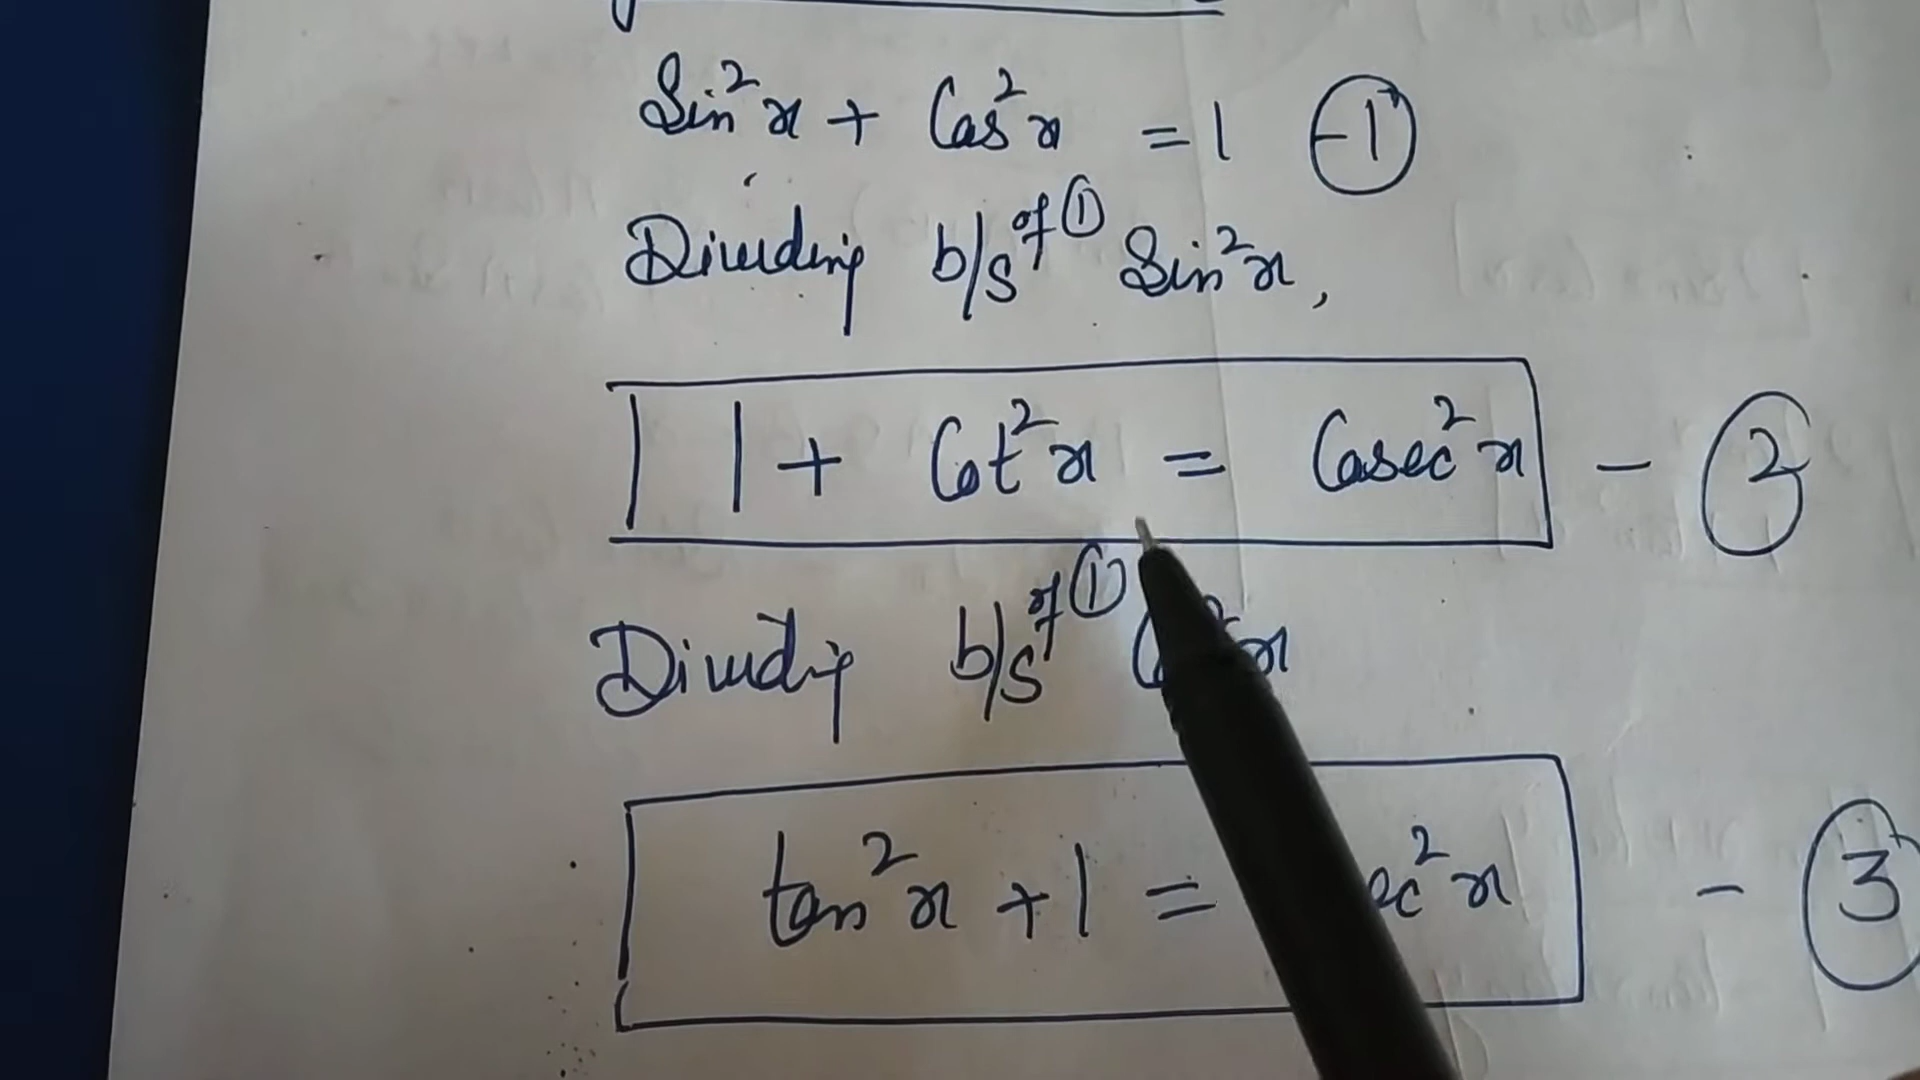 Sin²x + Cos²x = 1 -1
Dividing b/s of ① Sin²x,
1 + Cot²x = Cosec²x - ②
Dividing b/s of ① x
tan²x + 1 = ec²x - ③